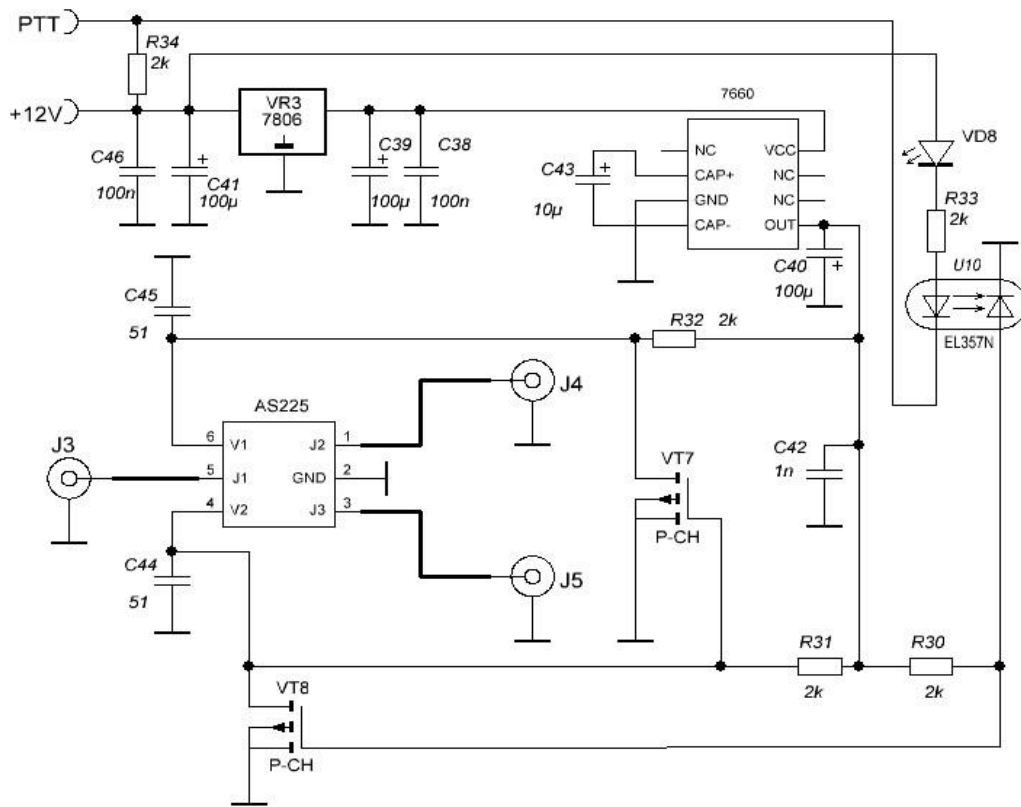 PTT
R34
2k
+12V
VR3
7806
7660
C46
100n
+
C41
100µ
C39
+
100µ
C38
100n
C43
+
10µ
NC
CAP+
GND
CAP-
VCC
NC
NC
OUT
VD8
R33
2k
U10
EL357N
C40
+
100µ
C45
51
R32 2k
AS225
J3
6 V1 J2 1
5 J1 GND 2
4 V2 J3 3
J4
J5
C44
51
VT7
P-CH
C42
1n
R31
2k
R30
2k
VT8
P-CH